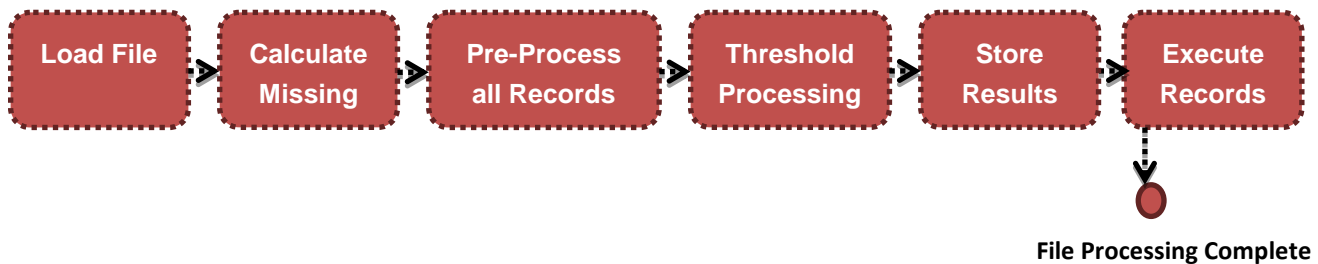 Load File
Calculate
Missing
Pre-Process
all Records
Threshold
Processing
Store
Results
Execute
Records
File Processing Complete